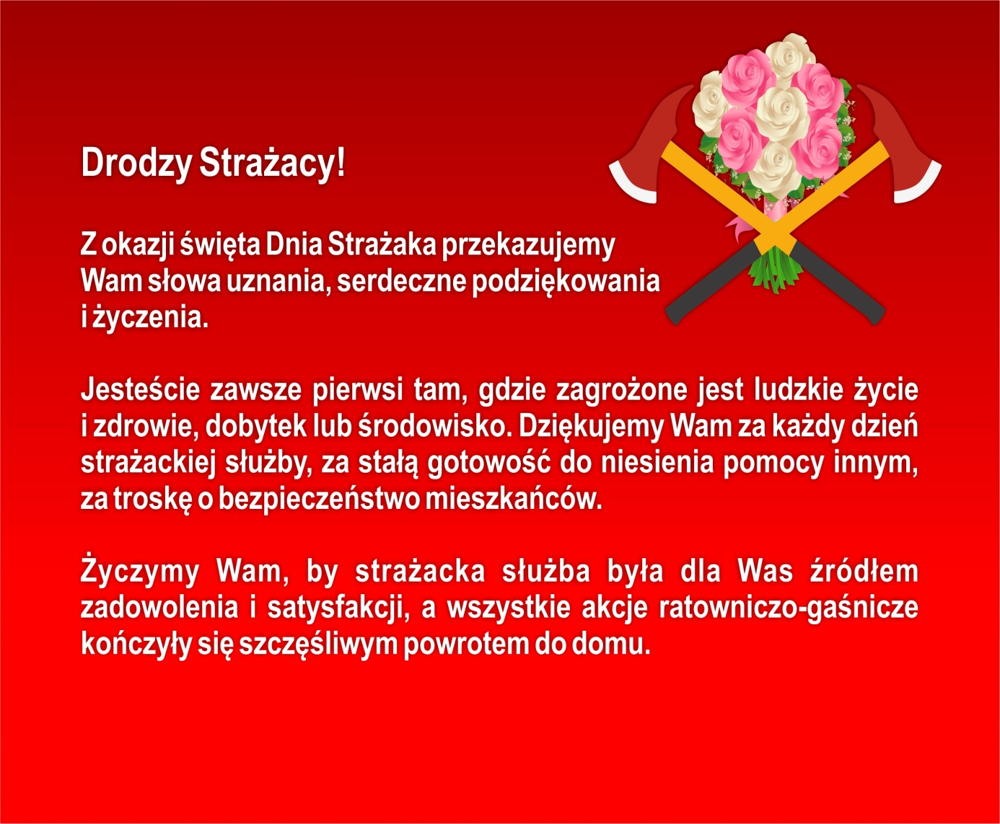 Drodzy Strażacy!
Z okazji święta Dnia Strażaka przekazujemy
Wam słowa uznania, serdeczne podziękowania
i życzenia.
Jesteście zawsze pierwsi tam, gdzie zagrożone jest ludzkie życie
i zdrowie, dobytek lub środowisko. Dziękujemy Wam za każdy dzień
strażackiej służby, za stałą gotowość do niesienia pomocy innym,
za troskę o bezpieczeństwo mieszkańców.
Życzymy Wam, by strażacka służba była dla Was źródłem
zadowolenia i satysfakcji, a wszystkie akcje ratowniczo-gaśnicze
kończyły się szczęśliwym powrotem do domu.